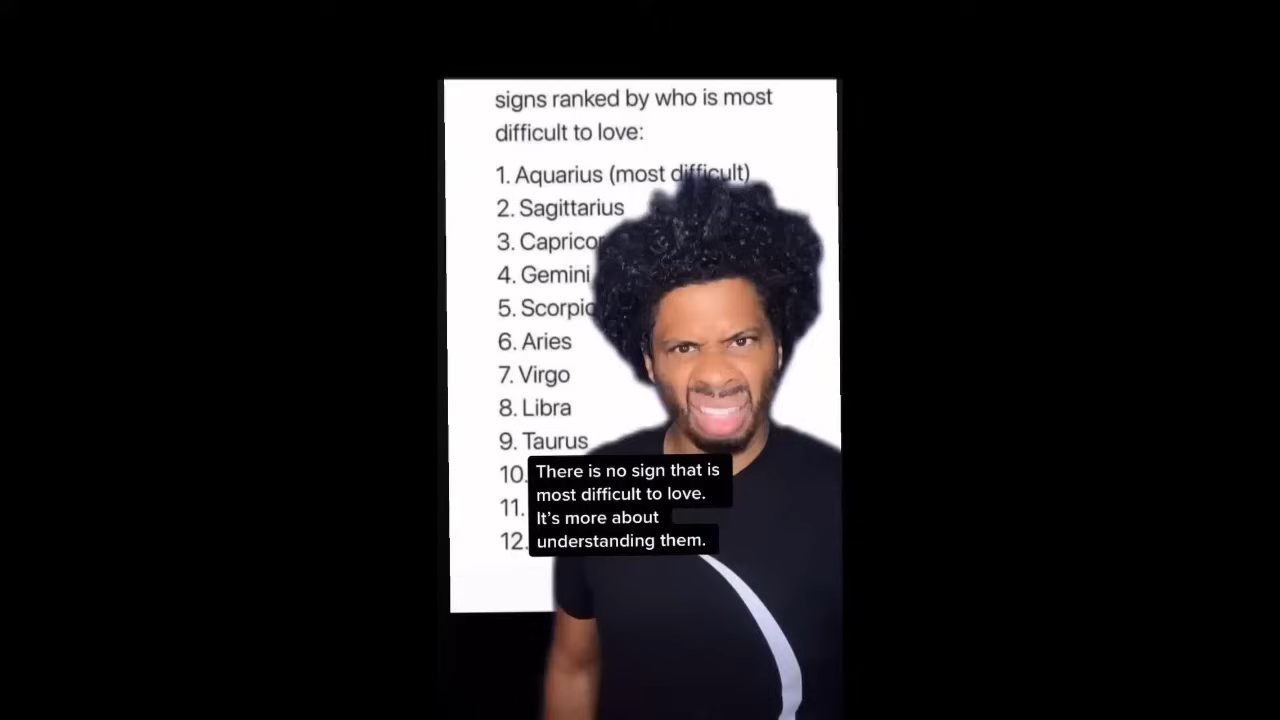 signs ranked by who is most
difficult to love:
1. Aquarius (most difficult)
2. Sagittarius
3.
4. Gemini
5.
6. Aries
7. Virgo
8. Libra
9. Taurus
10.
11.
12.
There is no sign that is
most difficult to love.
It’s more about
understanding them.